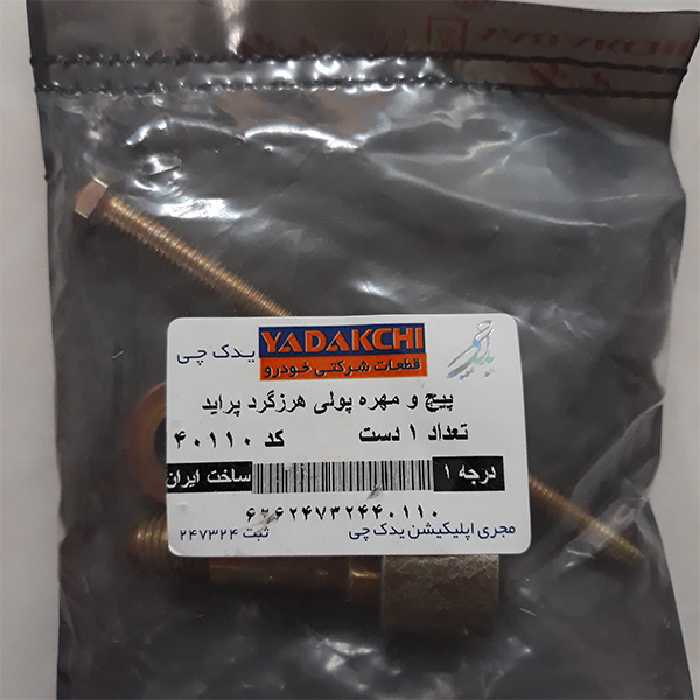 YADAKCHI
یدک چی
قطعات شرکتی خودرو
پیچ و مهره پولی هرزگرد پراید
تعداد ۱ دست کد ۴۰۱۱۰
درجه ۱ ساخت ایران
۶۲۶۲۴۷۳۲۴۴۰۱۱۰
مجری اپلیکیشن یدک چی ثبت ۲۴۷۳۲۴